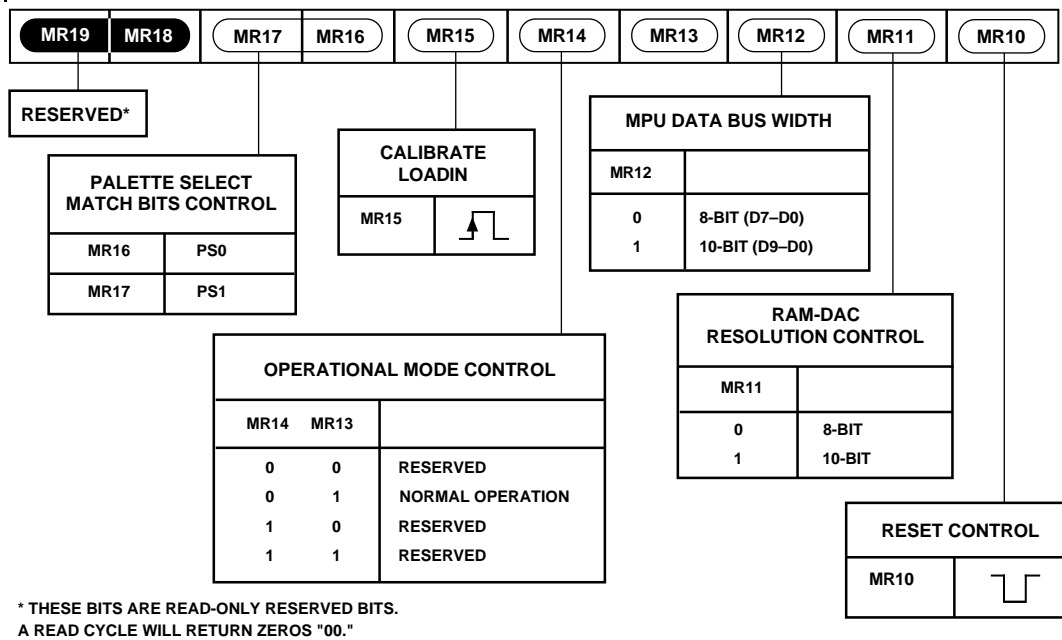 MR19 MR18 MR17 MR16 MR15 MR14 MR13 MR12 MR11 MR10
RESERVED*
PALETTE SELECT
MATCH BITS CONTROL
MR16 PS0
MR17 PS1
CALIBRATE
LOADIN
MR15
MPU DATA BUS WIDTH
MR12
0 8-BIT (D7–D0)
1 10-BIT (D9–D0)
OPERATIONAL MODE CONTROL
MR14 MR13
0 0 RESERVED
0 1 NORMAL OPERATION
1 0 RESERVED
1 1 RESERVED
RAM-DAC
RESOLUTION CONTROL
MR11
0 8-BIT
1 10-BIT
RESET CONTROL
MR10
* THESE BITS ARE READ-ONLY RESERVED BITS.
A READ CYCLE WILL RETURN ZEROS "00."